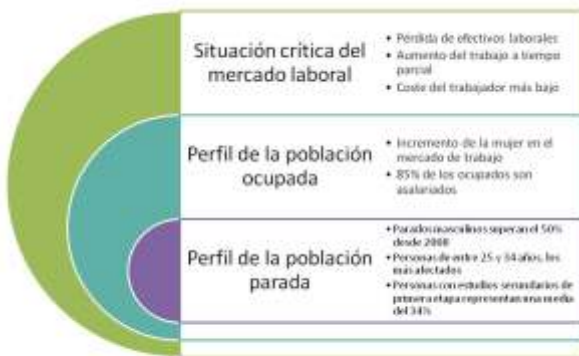 Situación crítica del
mercado laboral
• Pérdida de efectivos laborales
• Aumento del trabajo a tiempo
parcial
• Coste del trabajador más bajo
Perfil de la población
ocupada
• Incremento de la mujer en el
mercado de trabajo
• 85% de los ocupados son
asalariados
Perfil de la población
parada
• Parados masculinos superan el 50%
desde 2008
• Personas de entre 25 y 34 años, los
más afectados
• Personas con estudios secundarios de
primera etapa representan una media
del 34%